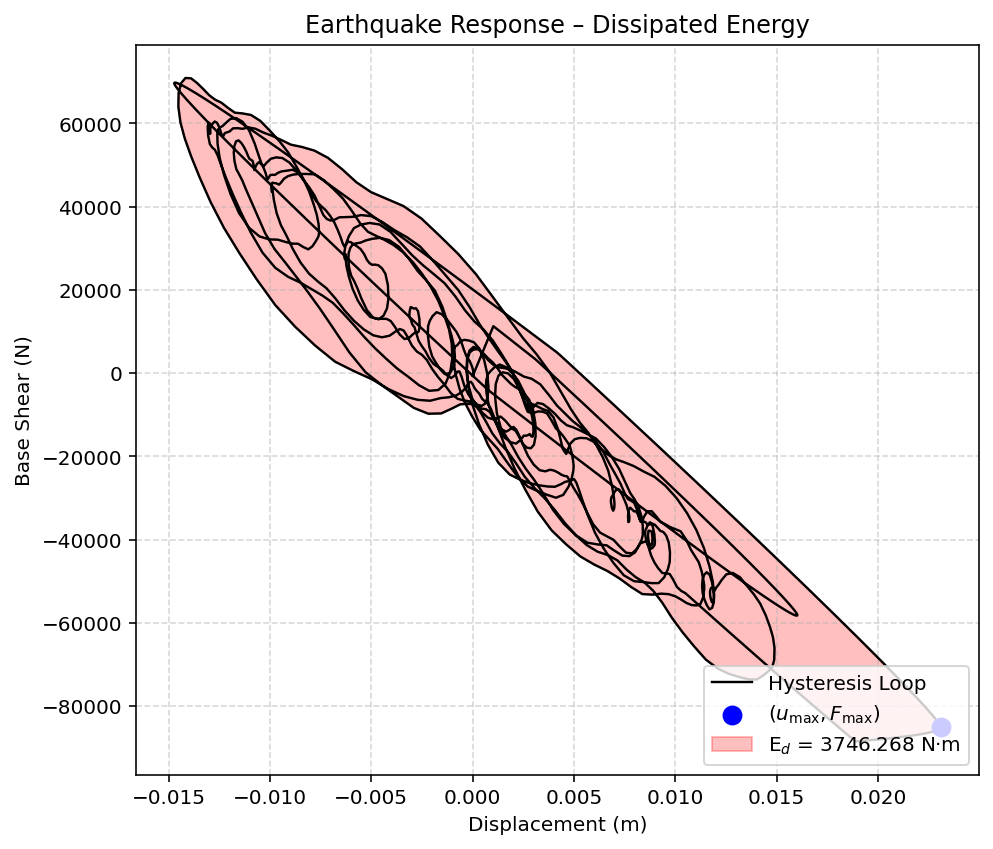 Earthquake Response – Dissipated Energy
Base Shear (N)
60000
40000
20000
0
−20000
−40000
−60000
−80000
Hysteresis Loop
(u_max, F_max)
E_d = 3746.268 N·m
−0.015 −0.010 −0.005 0.000 0.005 0.010 0.015 0.020
Displacement (m)